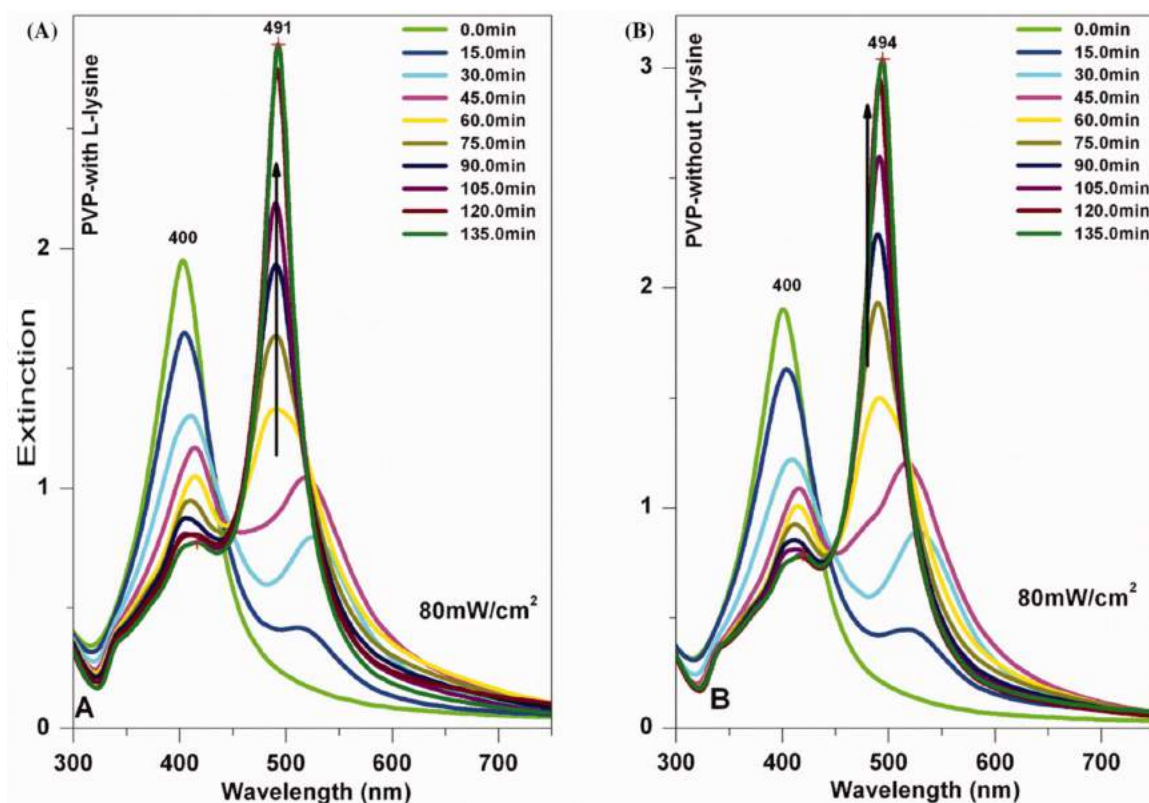 (A)
491
PVP-with L-lysine
0.0min
15.0min
30.0min
45.0min
60.0min
75.0min
90.0min
105.0min
120.0min
135.0min
400
2
1
0
Extinction
80mW/cm²
A
300 400 500 600 700
Wavelength (nm)
(B)
494
PVP-without L-lysine
0.0min
15.0min
30.0min
45.0min
60.0min
75.0min
90.0min
105.0min
120.0min
135.0min
400
3
2
1
0
80mW/cm²
B
300 400 500 600 700
Wavelength (nm)